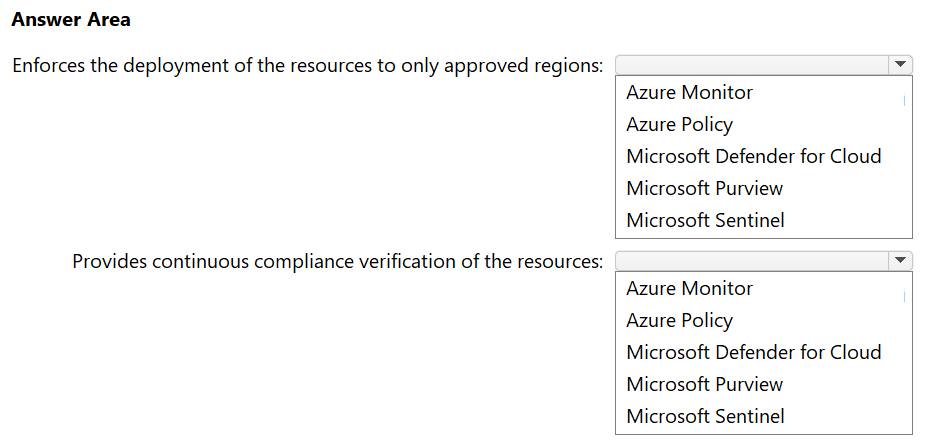 Answer Area
Enforces the deployment of the resources to only approved regions:
Azure Monitor
Azure Policy
Microsoft Defender for Cloud
Microsoft Purview
Microsoft Sentinel
Provides continuous compliance verification of the resources:
Azure Monitor
Azure Policy
Microsoft Defender for Cloud
Microsoft Purview
Microsoft Sentinel